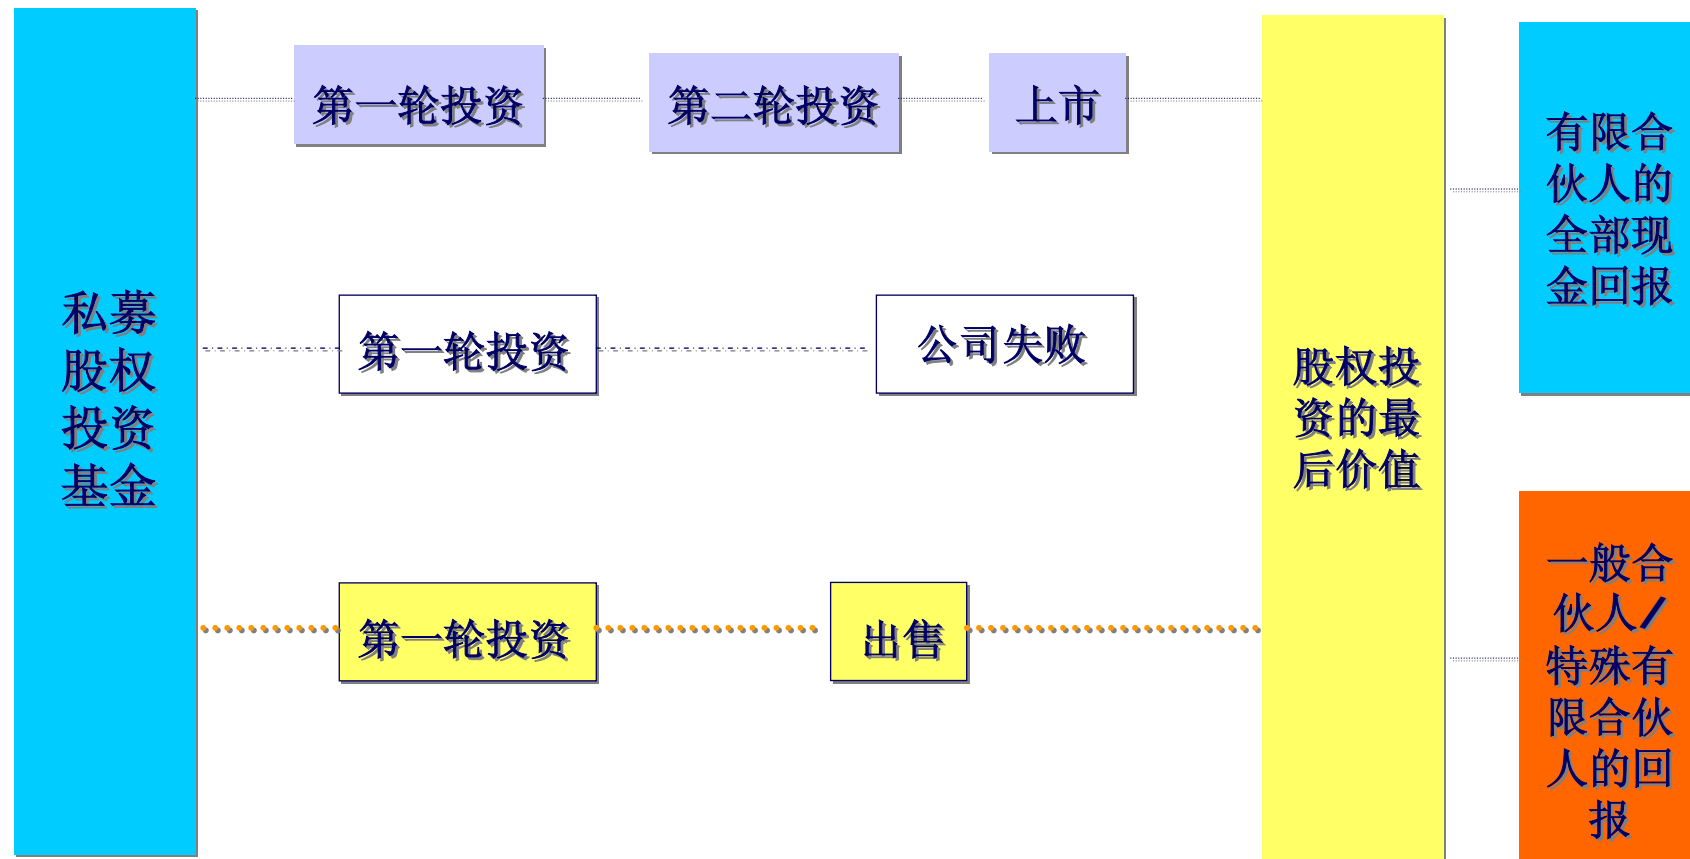 私募
股权
投资
基金
第一轮投资
第二轮投资
上市
第一轮投资
公司失败
第一轮投资
出售
股权投
资的最
后价值
有限合
伙人的
全部现
金回报
一般合
伙人/
特殊有
限合伙
人的回
报